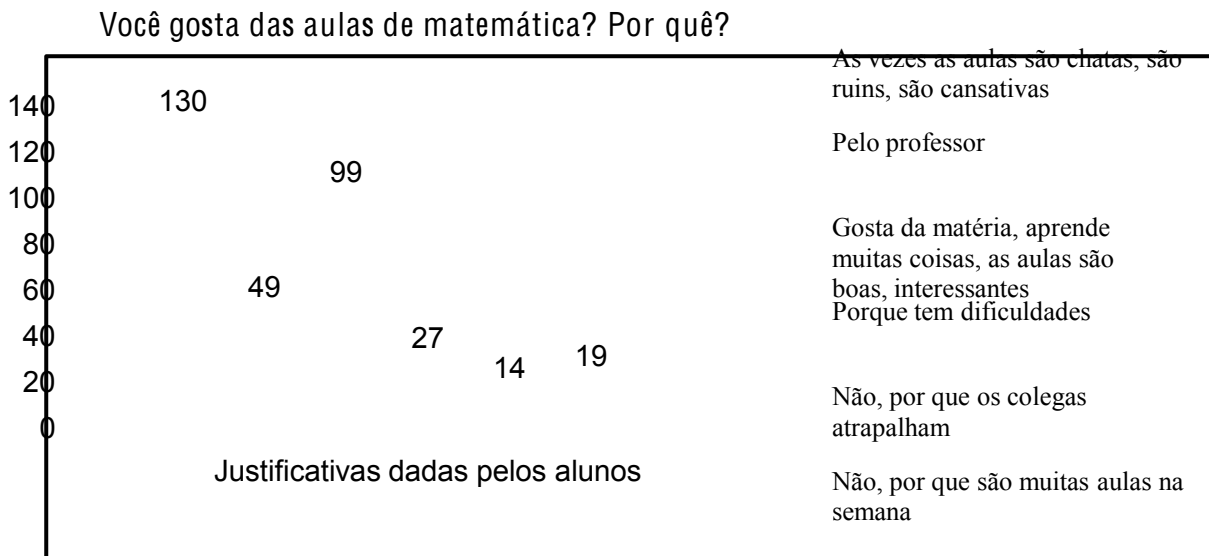 Você gosta das aulas de matemática? Por quê?
140
120
100
80
60
40
20
0
130
49
99
27
14
19
Justificativas dadas pelos alunos
As vezes as aulas são chatas, são
ruins, são cansativas
Pelo professor
Gosta da matéria, aprende
muitas coisas, as aulas são
boas, interessantes
Porque tem dificuldades
Não, por que os colegas
atrapalham
Não, por que são muitas aulas na
semana